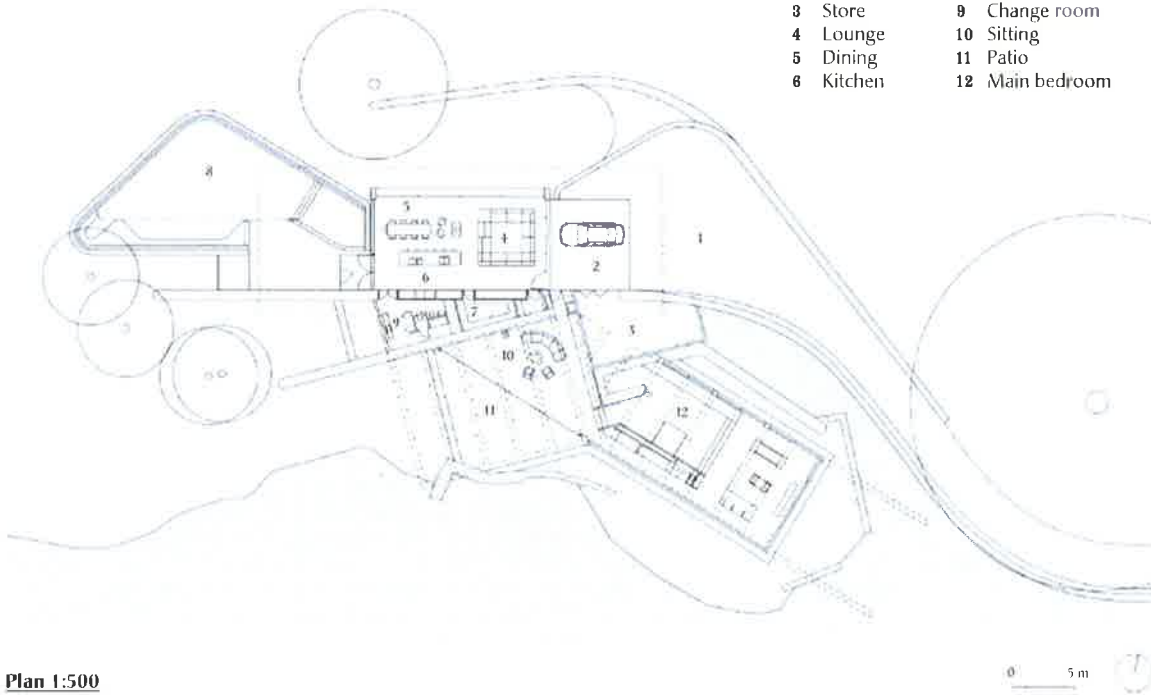 3 Store
4 Lounge
5 Dining
6 Kitchen
9 Change room
10 Sitting
11 Patio
12 Main bedroom
8
5
4
6
2
1
9
7
10
3
11
12
Plan 1:500
0 5 m